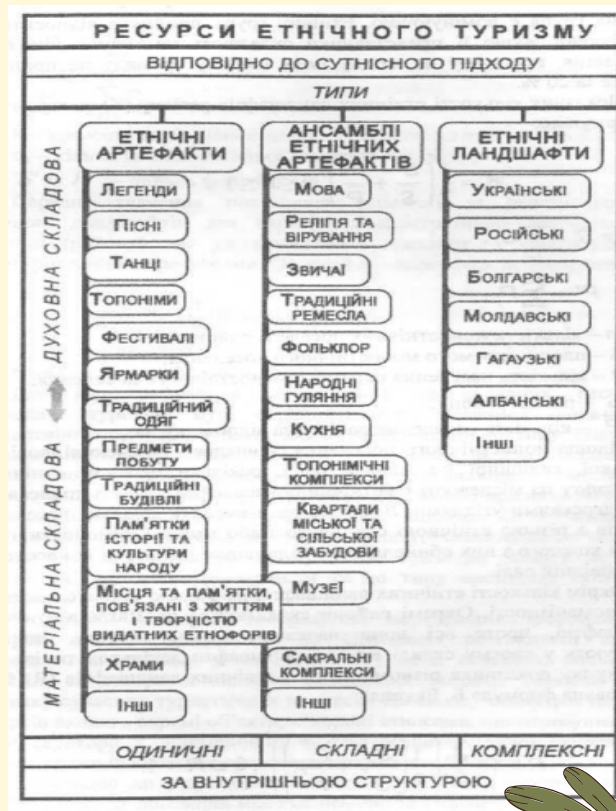 РЕСУРСИ ЕТНІЧНОГО ТУРИЗМУ
ВІДПОВІДНО ДО СУТНІСНОГО ПІДХОДУ
ТИПИ
ДУХОВНА СКЛАДОВА
МАТЕРІАЛЬНА СКЛАДОВА
ЕТНІЧНІ
АРТЕФАКТИ
ЛЕГЕНДИ
ПІСНІ
ТАНЦІ
ТОПОНІМИ
ФЕСТИВАЛІ
ЯРМАРКИ
ТРАДИЦІЙНИЙ
ОДЯГ
ПРЕДМЕТИ
ПОБУТУ
ТРАДИЦІЙНІ
БУДІВЛІ
ПАМ'ЯТКИ
ІСТОРІЇ ТА
КУЛЬТУРИ
НАРОДУ
МІСЦЯ ТА ПАМ'ЯТКИ,
ПОВ'ЯЗАНІ З ЖИТТЯМ
І ТВОРЧІСТЮ
ВИДАТНИХ ЕТНОФОРІВ
ХРАМИ
ІНШІ
АНСАМБЛІ
ЕТНІЧНИХ
АРТЕФАКТІВ
МОВА
РЕЛІГІЯ ТА
ВІРУВАННЯ
ЗВИЧАЇ
ТРАДИЦІЙНІ
РЕМЕСЛА
ФОЛЬКЛОР
НАРОДНІ
ГУЛЯННЯ
КУХНЯ
ТОПОНІМІЧНІ
КОМПЛЕКСИ
КВАРТАЛИ
МІСЬКОЇ ТА
СІЛЬСЬКОЇ
ЗАБУДОВИ
МУЗЕЇ
САКРАЛЬНІ
КОМПЛЕКСИ
ІНШІ
ЕТНІЧНІ
ЛАНДШАФТИ
УКРАЇНСЬКІ
РОСІЙСЬКІ
БОЛГАРСЬКІ
МОЛДАВСЬКІ
ГАГАУЗЬКІ
АЛБАНСЬКІ
ІНШІ
ОДИНИЧНІ
СКЛАДНІ
КОМПЛЕКСНІ
ЗА ВНУТРІШНЬОЮ СТРУКТУРОЮ